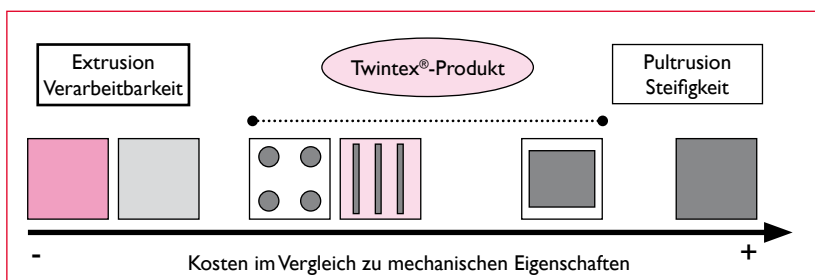 Extrusion
Verarbeitbarkeit
Twintex®-Produkt
Pultrusion
Steifigkeit
-
+
Kosten im Vergleich zu mechanischen Eigenschaften